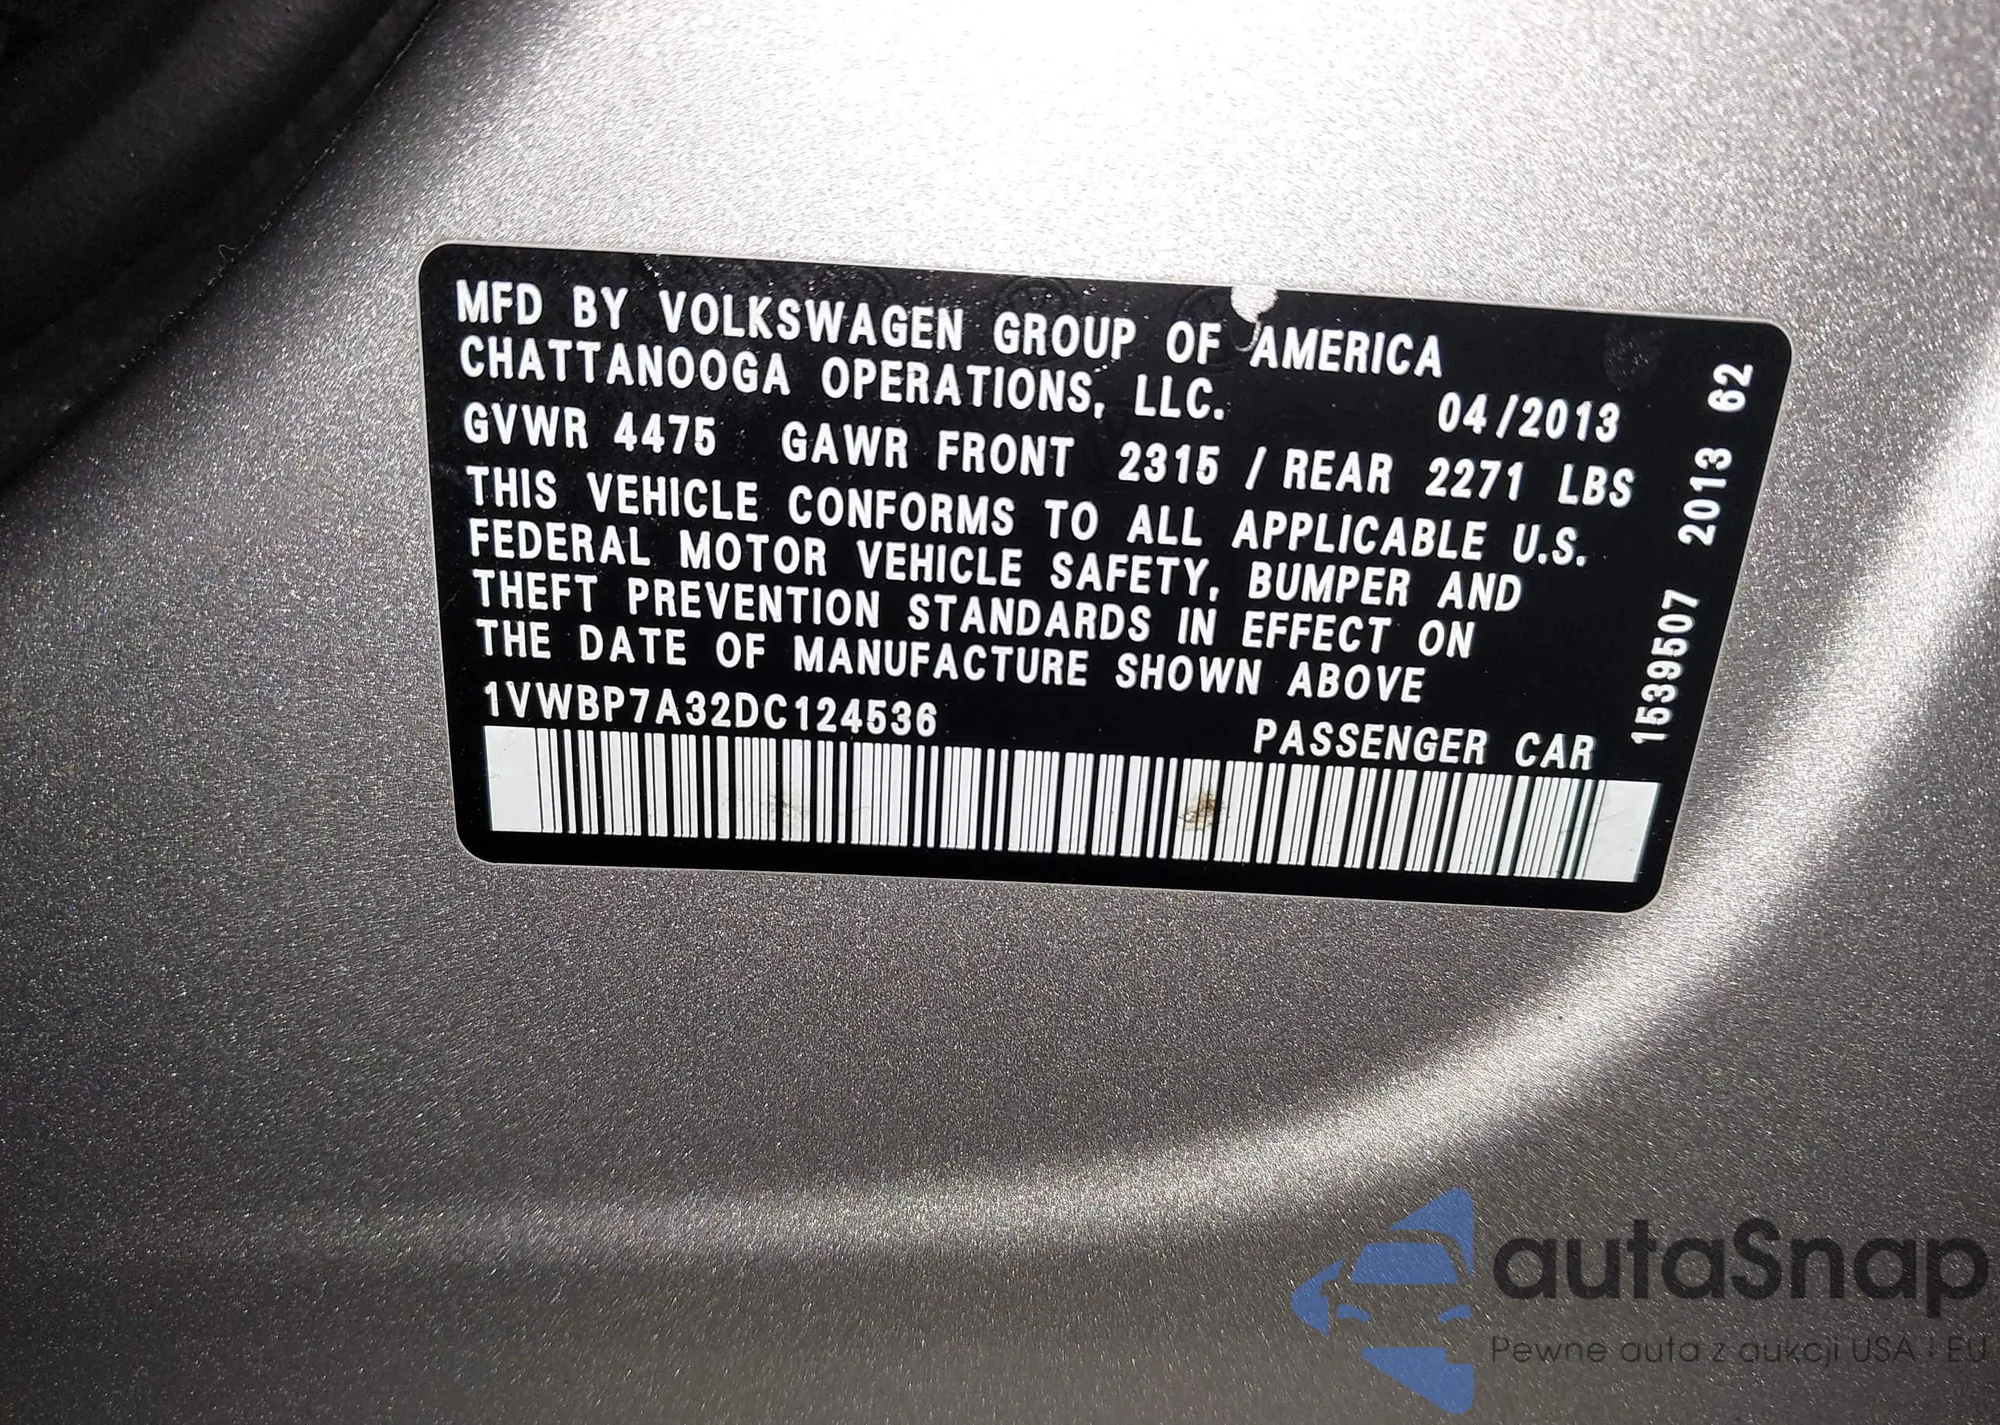 MFD BY VOLKSWAGEN GROUP OF AMERICA
CHATTANOOGA OPERATIONS, LLC. 04/2013
GVWR 4475 GAWR FRONT 2315 / REAR 2271 LBS
THIS VEHICLE CONFORMS TO ALL APPLICABLE U.S.
FEDERAL MOTOR VEHICLE SAFETY, BUMPER AND
THEFT PREVENTION STANDARDS IN EFFECT ON
THE DATE OF MANUFACTURE SHOWN ABOVE
1VWBP7A32DC124536 PASSENGER CAR
1539507 2013 62
autaSnap
Pewne auta z aukcji USA i EU